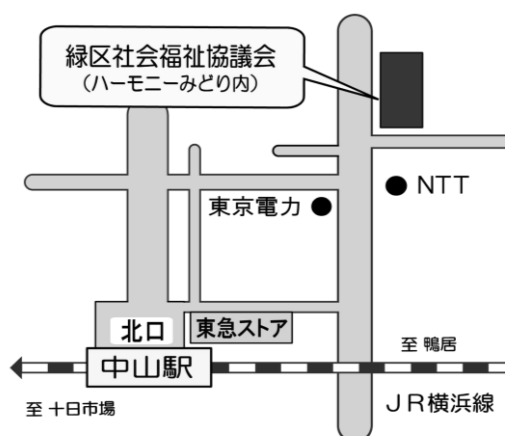 緑区社会福祉協議会
（ハーモニーみどり内）
NTT
東京電力
北口
東急ストア
中山駅
至 鴨居
至 十日市場
ＪＲ横浜線